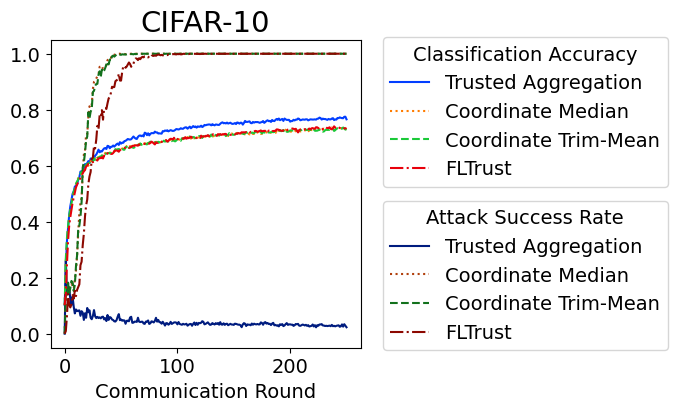 CIFAR-10
1.0
0.8
0.6
0.4
0.2
0.0
0 100 200
Communication Round
Classification Accuracy
Trusted Aggregation
Coordinate Median
Coordinate Trim-Mean
FLTrust
Attack Success Rate
Trusted Aggregation
Coordinate Median
Coordinate Trim-Mean
FLTrust